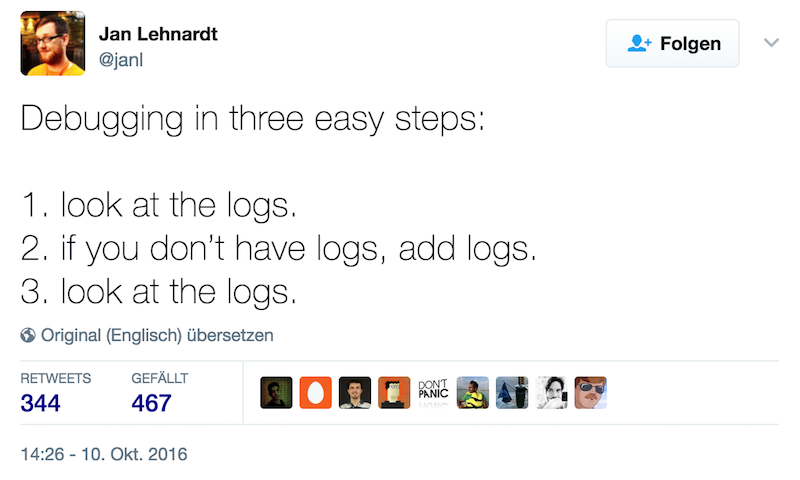 Jan Lehnardt
@janl
Folgen
Debugging in three easy steps:
1. look at the logs.
2. if you don’t have logs, add logs.
3. look at the logs.
Original (Englisch) übersetzen
RETWEETS GEFÄLLT
344 467
DON'T
PANIC
14:26 - 10. Okt. 2016